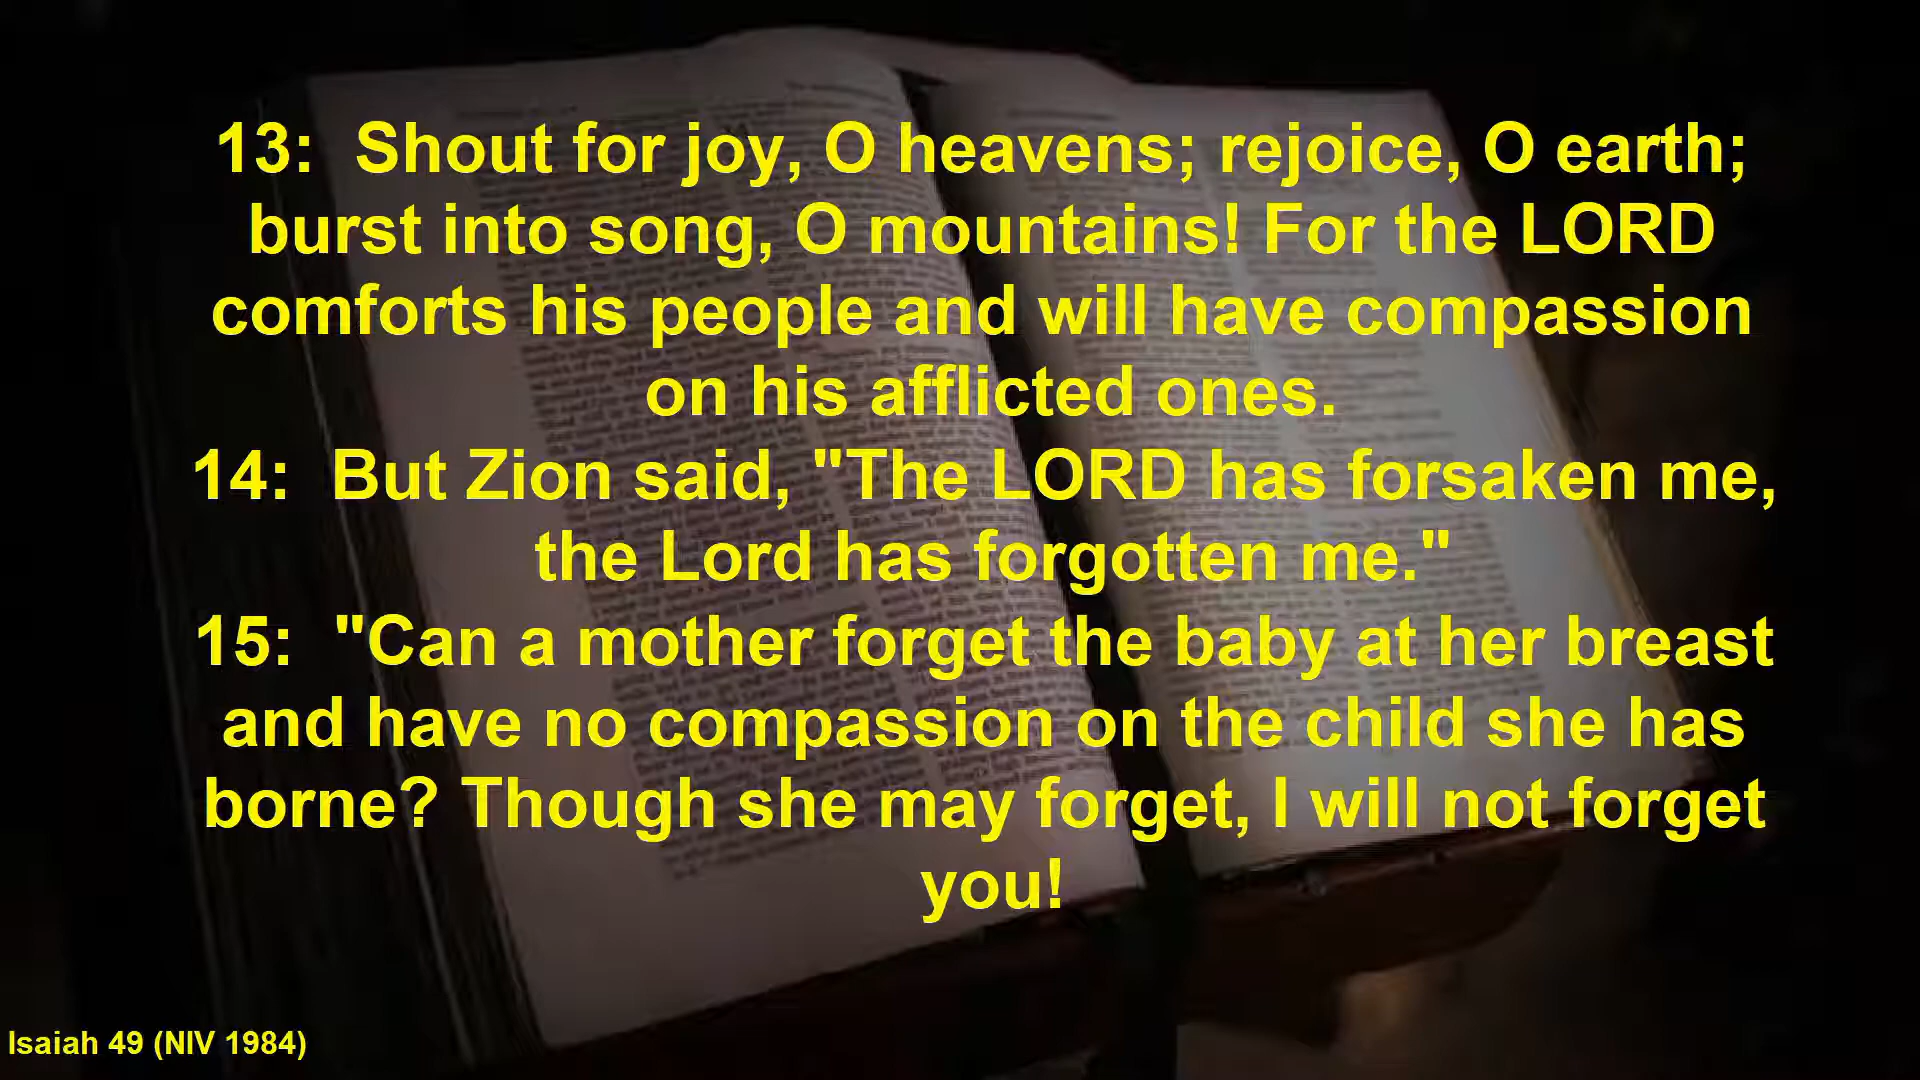 13:  Shout for joy, O heavens; rejoice, O earth;
burst into song, O mountains! For the LORD
comforts his people and will have compassion
on his afflicted ones.
14:  But Zion said, "The LORD has forsaken me,
the Lord has forgotten me."
15:  "Can a mother forget the baby at her breast
and have no compassion on the child she has
borne? Though she may forget, I will not forget
you!
Isaiah 49 (NIV 1984)